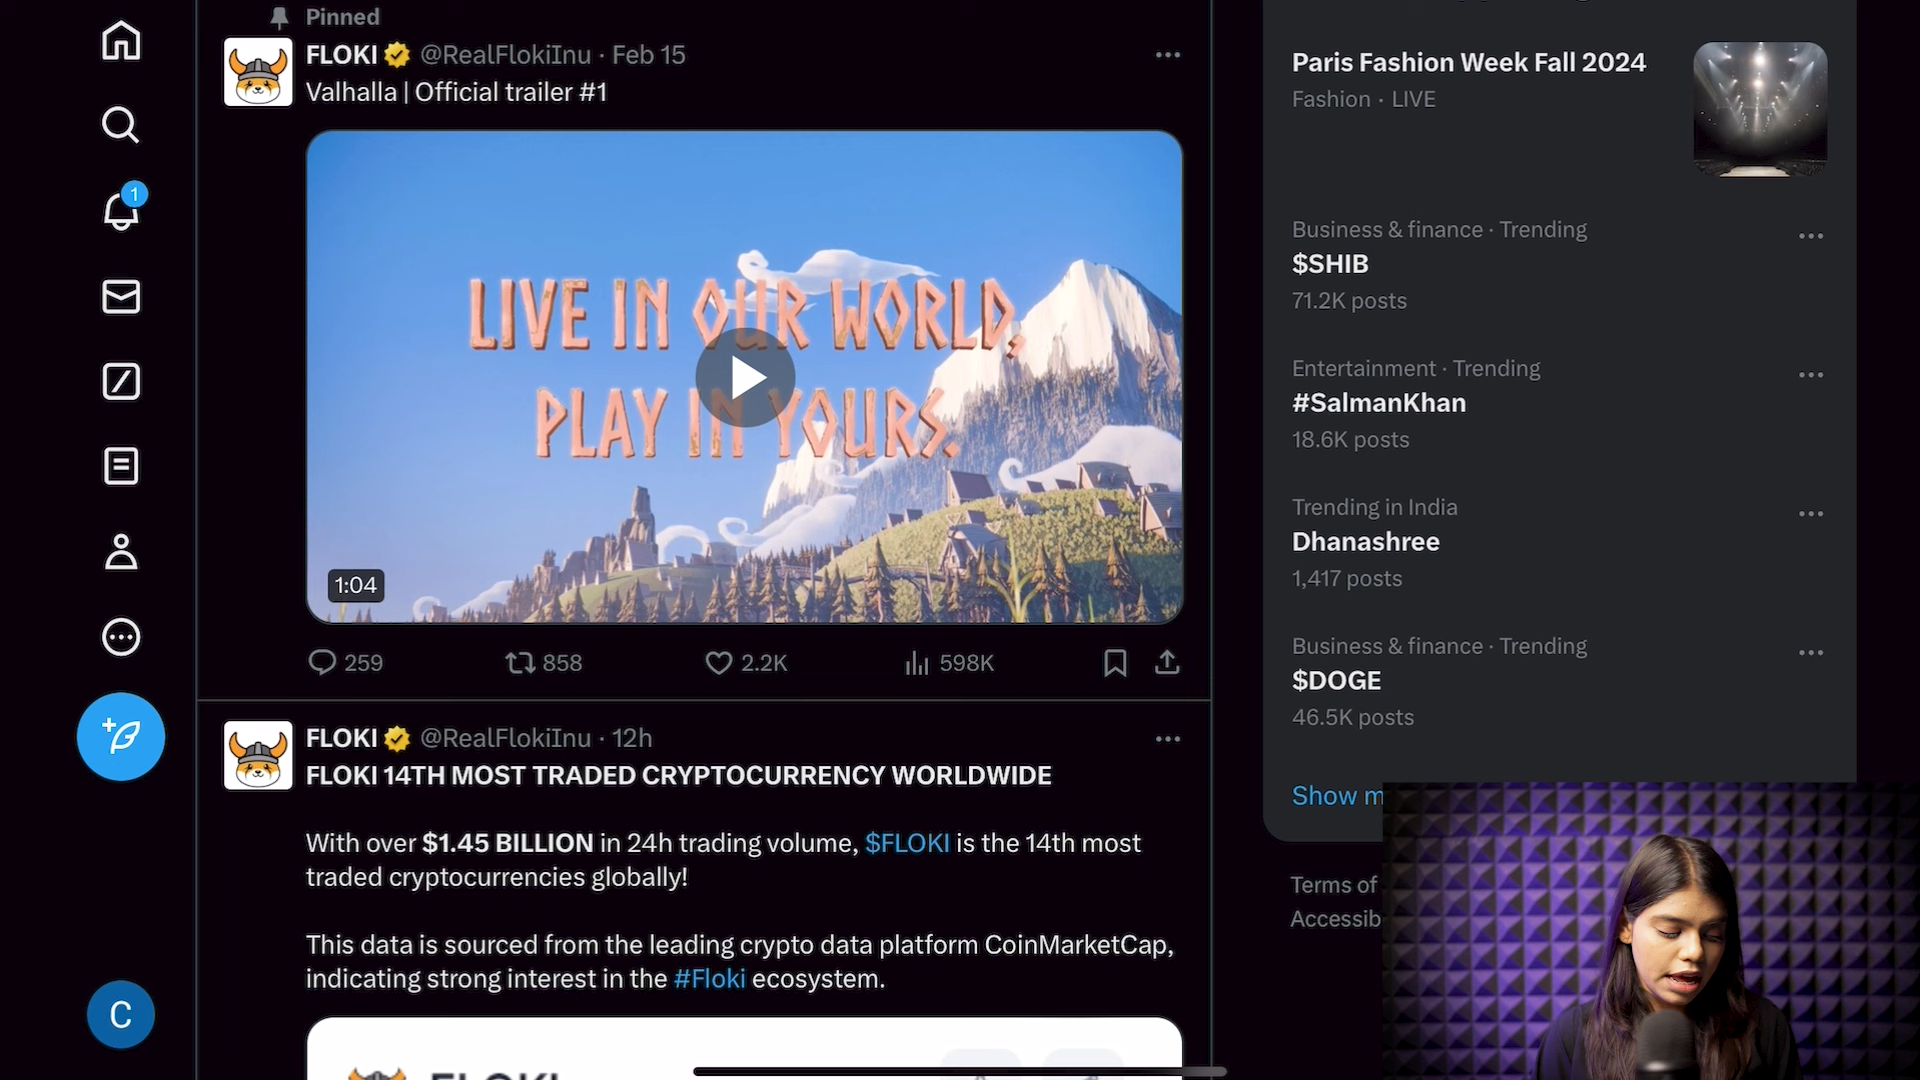 Pinned
FLOKI @RealFlokiInu · Feb 15
Valhalla | Official trailer #1
LIVE IN OUR WORLD,
PLAY IN YOURS.
1:04
259
858
2.2K
598K
FLOKI @RealFlokiInu · 12h
FLOKI 14TH MOST TRADED CRYPTOCURRENCY WORLDWIDE
With over $1.45 BILLION in 24h trading volume, $FLOKI is the 14th most
traded cryptocurrencies globally!
This data is sourced from the leading crypto data platform CoinMarketCap,
indicating strong interest in the #Floki ecosystem.
1
C
Paris Fashion Week Fall 2024
Fashion · LIVE
Business & finance · Trending
$SHIB
71.2K posts
Entertainment · Trending
#SalmanKhan
18.6K posts
Trending in India
Dhanashree
1,417 posts
Business & finance · Trending
$DOGE
46.5K posts
Show m
Terms of
Accessib